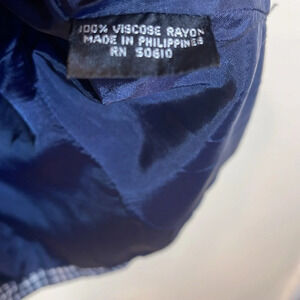 100% VISCOSE RAYON
MADE IN PHILIPPINES
RN 50610